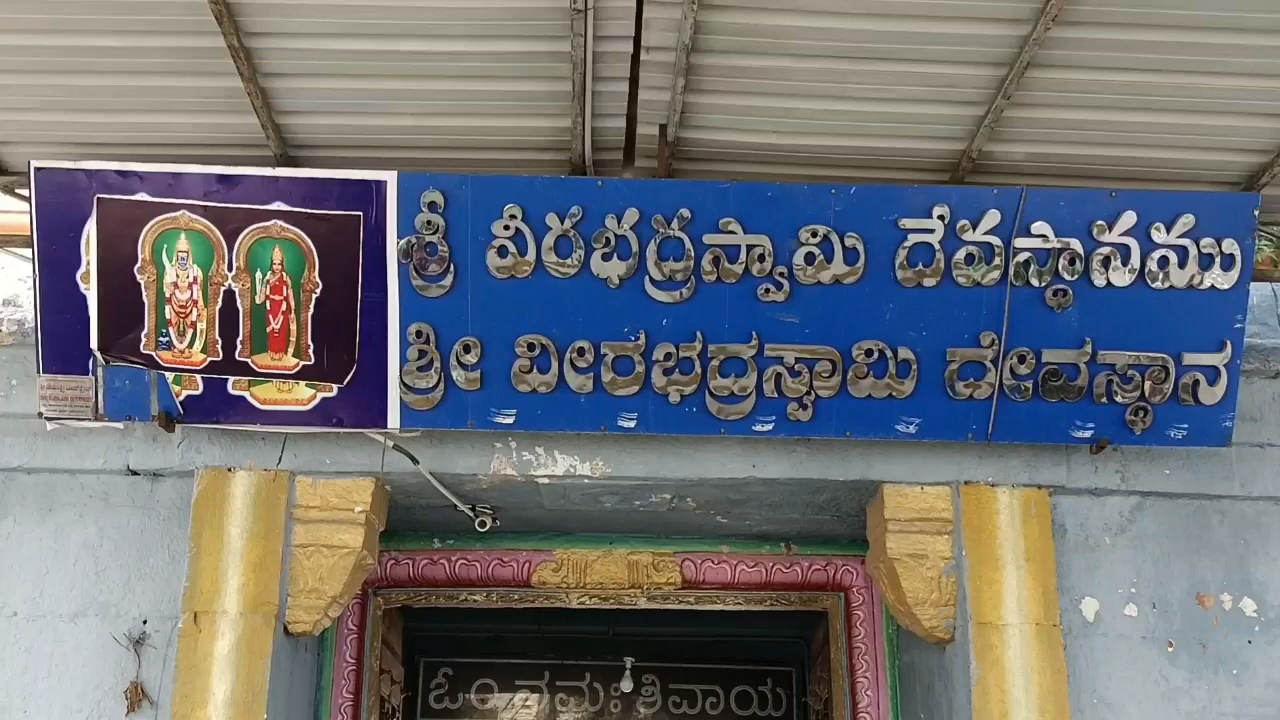 శ్రీ వీరభద్రస్వామి దేవస్థానము
ಶ್ರೀ ವೀರಭದ್ರಸ್ವಾಮಿ ದೇವಸ್ಥಾನ
ಓಂ ನಮಃ ಶಿವಾಯ